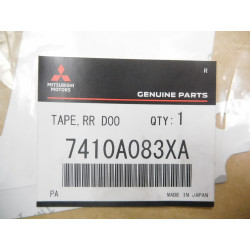 R
MITSUBISHI
MOTORS
GENUINE PARTS
TAPE, RR DOO QTY: 1
7410A083XA
PA MADE IN JAPAN